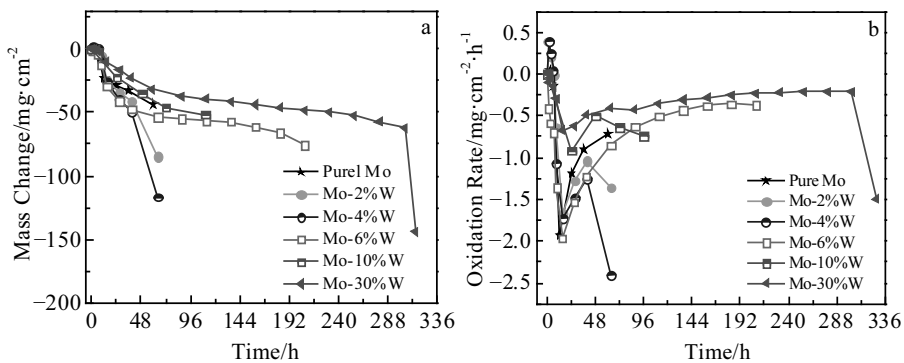 a
0
−50
−100
−150
−200
Mass Change/mg·cm⁻²
Purel Mo
Mo-2%W
Mo-4%W
Mo-6%W
Mo-10%W
Mo-30%W
0 48 96 144 192 240 288 336
Time/h
b
0.5
0.0
−0.5
−1.0
−1.5
−2.0
−2.5
Oxidation Rate/mg·cm⁻²·h⁻¹
Pure Mo
Mo-2%W
Mo-4%W
Mo-6%W
Mo-10%W
Mo-30%W
0 48 96 144 192 240 288 336
Time/h